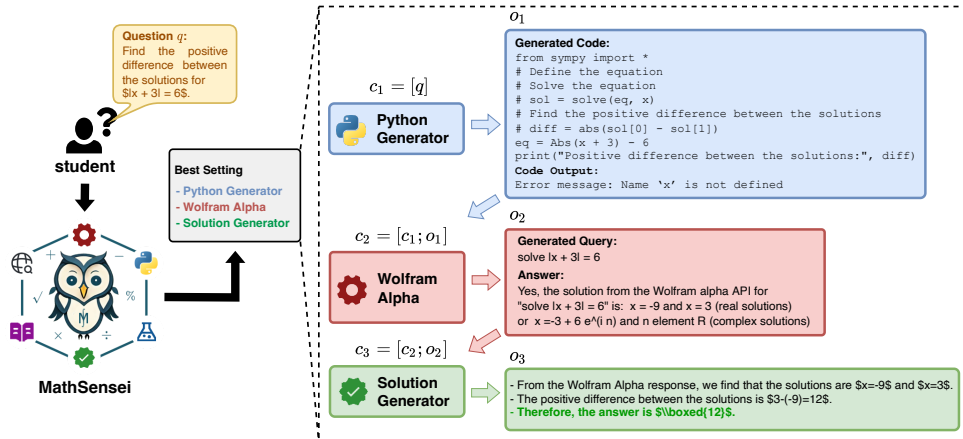 Question q:
Find the positive
difference between
the solutions for
$lx + 3l = 6$.
?
student
MathSensei
+
−
√
%
×
÷
M
Best Setting
- Python Generator
- Wolfram Alpha
- Solution Generator
c₁ = [q]
Python
Generator
o₁
Generated Code:
from sympy import *
# Define the equation
# Solve the equation
# sol = solve(eq, x)
# Find the positive difference between the solutions
# diff = abs(sol[0] - sol[1])
eq = Abs(x + 3) - 6
print("Positive difference between the solutions:", diff)
Code Output:
Error message: Name ‘x’ is not defined
c₂ = [c₁; o₁]
Wolfram
Alpha
o₂
Generated Query:
solve lx + 3l = 6
Answer:
Yes, the solution from the Wolfram alpha API for
"solve lx + 3l = 6" is: x = -9 and x = 3 (real solutions)
or x =-3 + 6 e^(i n) and n element R (complex solutions)
c₃ = [c₂; o₂]
Solution
Generator
o₃
- From the Wolfram Alpha response, we find that the solutions are $x=-9$ and $x=3$.
- The positive difference between the solutions is $3-(-9)=12$.
- Therefore, the answer is $\\boxed{12}$.